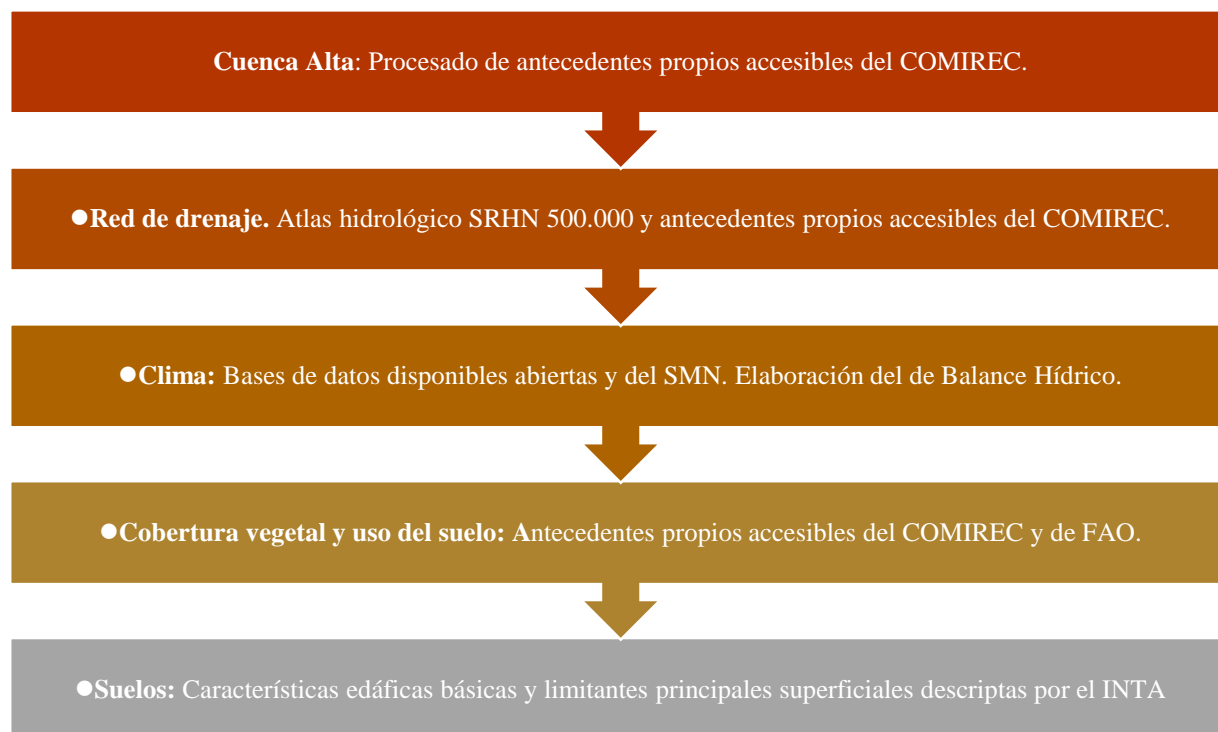 Cuenca Alta: Procesado de antecedentes propios accesibles del COMIREC.
●Red de drenaje. Atlas hidrológico SRHN 500.000 y antecedentes propios accesibles del COMIREC.
●Clima: Bases de datos disponibles abiertas y del SMN. Elaboración del de Balance Hídrico.
●Cobertura vegetal y uso del suelo: Antecedentes propios accesibles del COMIREC y de FAO.
●Suelos: Características edáficas básicas y limitantes principales superficiales descriptas por el INTA